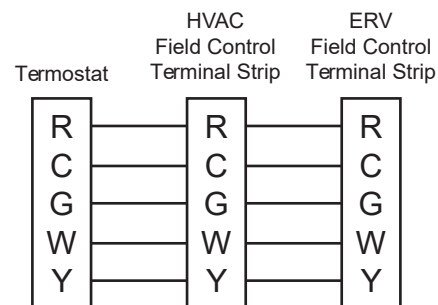 HVAC
Field Control
Terminal Strip
ERV
Field Control
Terminal Strip
Termostat
R R R
C C C
G G G
W W W
Y Y Y